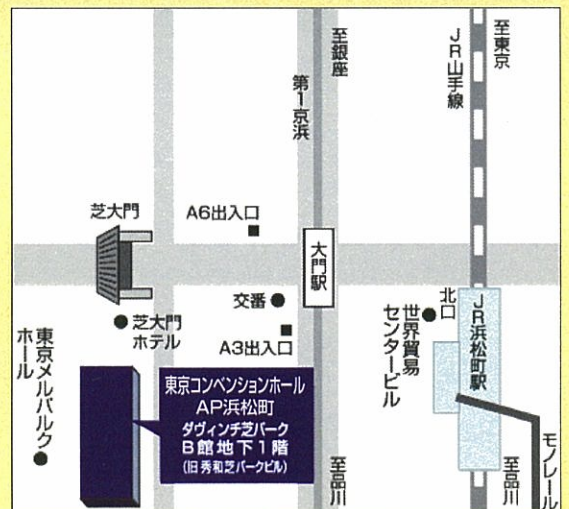 至東京
JR山手線
至銀座
第1京浜
芝大門
A6出入口
大門駅
交番
北口
JR浜松町駅
世界貿易
センタービル
芝大門
ホテル
A3出入口
東京メルパルク
ホール
東京コンベンションホール
AP浜松町
ダヴィンチ芝パーク
B館地下1階
(旧秀和芝パークビル)
モノレール
至品川
至品川